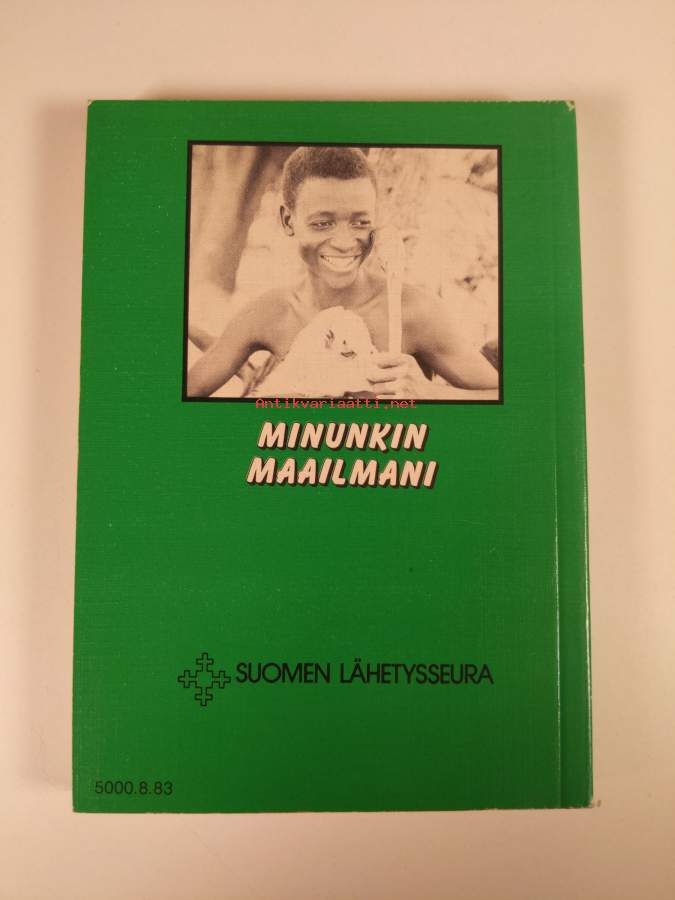 Antikvariaatti.net
MINUNKIN
MAAILMANI
SUOMEN LÄHETYSSEURA
5000.8.83